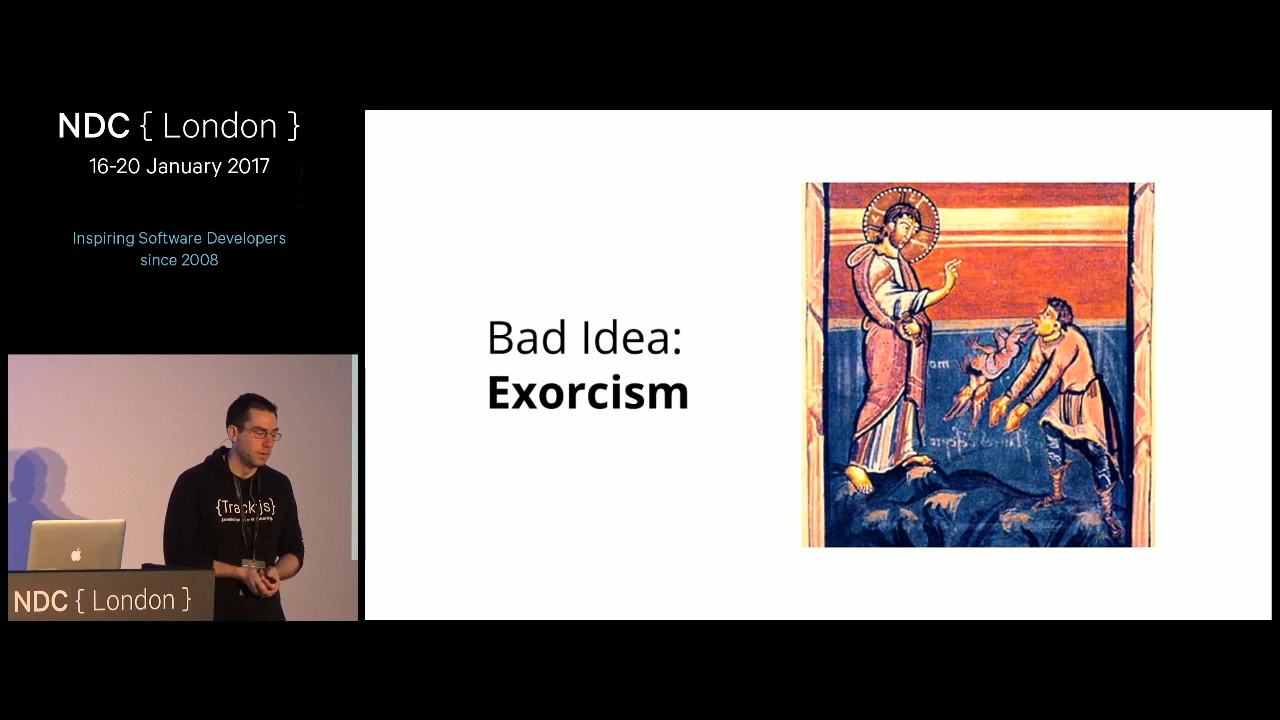 NDC { London }
16-20 January 2017
Inspiring Software Developers
since 2008
Bad Idea:
Exorcism
{Track:js}
NDC { London }